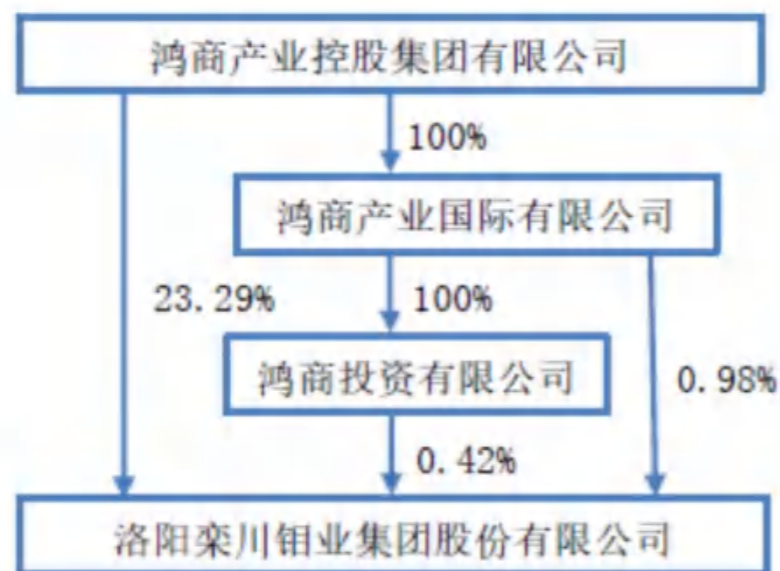 鸿商产业控股集团有限公司
100%
鸿商产业国际有限公司
23.29%
100%
鸿商投资有限公司
0.98%
0.42%
洛阳栾川钼业集团股份有限公司